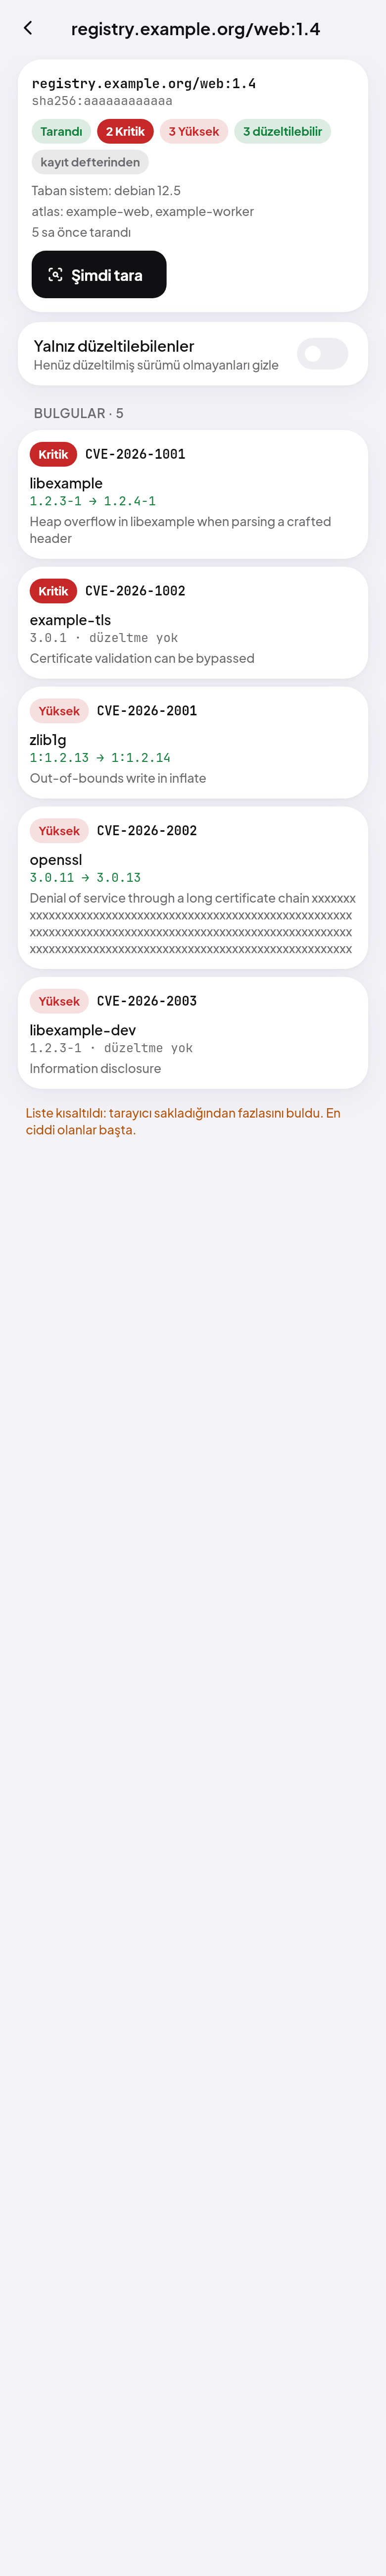 registry.example.org/web:1.4
registry.example.org/web:1.4
sha256:aaaaaaaaaaaa
Tarandı 2 Kritik 3 Yüksek 3 düzeltilebilir
kayıt defterinden
Taban sistem: debian 12.5
atlas: example-web, example-worker
5 sa önce tarandı
Şimdi tara
Yalnız düzeltilebilenler
Henüz düzeltilmiş sürümü olmayanları gizle
BULGULAR · 5
Kritik CVE-2026-1001
libexample
1.2.3-1 → 1.2.4-1
Heap overflow in libexample when parsing a crafted
header
Kritik CVE-2026-1002
example-tls
3.0.1 · düzeltme yok
Certificate validation can be bypassed
Yüksek CVE-2026-2001
zlib1g
1:1.2.13 → 1:1.2.14
Out-of-bounds write in inflate
Yüksek CVE-2026-2002
openssl
3.0.11 → 3.0.13
Denial of service through a long certificate chain xxxxxxx
xxxxxxxxxxxxxxxxxxxxxxxxxxxxxxxxxxxxxxxxxxxxxxxxxxx
xxxxxxxxxxxxxxxxxxxxxxxxxxxxxxxxxxxxxxxxxxxxxxxxxxx
xxxxxxxxxxxxxxxxxxxxxxxxxxxxxxxxxxxxxxxxxxxxxxxxxxx
Yüksek CVE-2026-2003
libexample-dev
1.2.3-1 · düzeltme yok
Information disclosure
Liste kısaltıldı: tarayıcı sakladığından fazlasını buldu. En
ciddi olanlar başta.